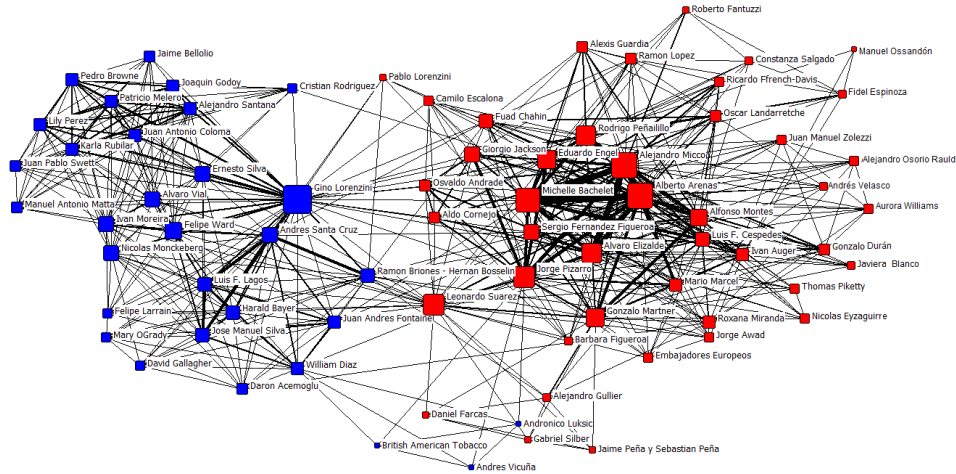 Roberto Fantuzzi
Alexis Guardia
Manuel Ossandón
Jaime Bellolio
Ramon Lopez
Constanza Salgado
Pedro Browne
Pablo Lorenzini
Ricardo Ffrench-Davis
Joaquin Godoy
Cristian Rodriguez
Fidel Espinoza
Patricio Melero
Camilo Escalona
Alejandro Santana
Oscar Landarretche
Fuad Chahin
Lily Perez
Juan Antonio Coloma
Rodrigo Peñailillo
Juan Manuel Zolezzi
Karla Rubilar
Giorgio Jackson
Eduardo Engel
Alejandro Micco
Juan Pablo Swett
Alejandro Osorio Rauld
Ernesto Silva
Osvaldo Andrade
Andrés Velasco
Gino Lorenzini
Michelle Bachelet
Alberto Arenas
Alvaro Vial
Manuel Antonio Matta
Aurora Williams
Ivan Moreira
Aldo Cornejo
Alfonso Montes
Felipe Ward
Andres Santa Cruz
Sergio Fernandez Figueroa
Luis F. Cespedes
Nicolas Monckeberg
Alvaro Elizalde
Ivan Auger
Gonzalo Durán
Javiera Blanco
Ramon Briones - Hernan Bosselin
Jorge Pizarro
Luis F. Lagos
Mario Marcel
Thomas Piketty
Leonardo Suarez
Felipe Larrain
Harald Bayer
Juan Andres Fontaine
Gonzalo Martner
Roxana Miranda
Nicolas Eyzaguirre
Mary OGrady
Jose Manuel Silva
Barbara Figueroa
Jorge Awad
Embajadores Europeos
David Gallagher
William Diaz
Daron Acemoglu
Alejandro Gullier
Daniel Farcas
Andronico Luksic
Gabriel Silber
British American Tobacco
Jaime Peña y Sebastian Peña
Andres Vicuña